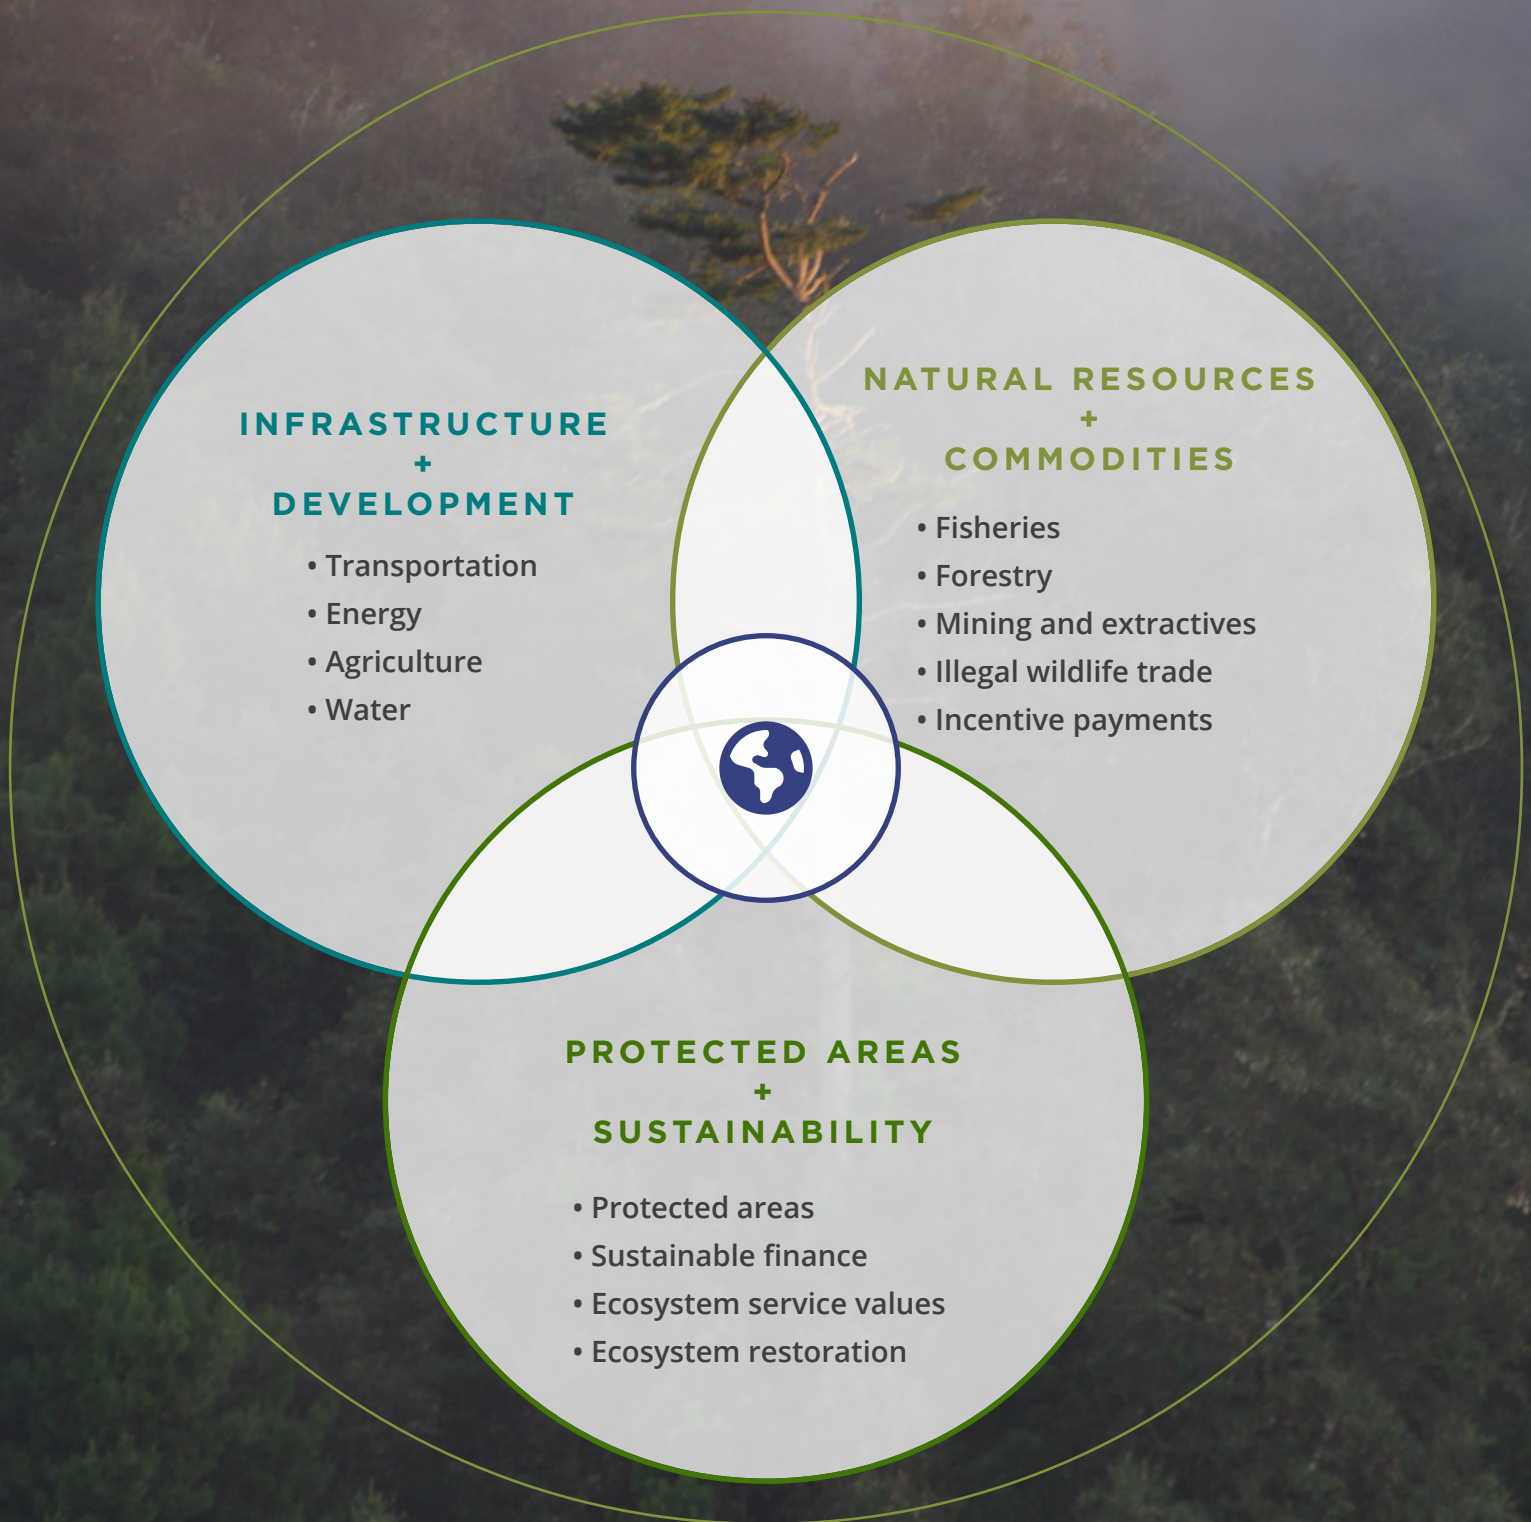 INFRASTRUCTURE
+
DEVELOPMENT
• Transportation
• Energy
• Agriculture
• Water
NATURAL RESOURCES
+
COMMODITIES
• Fisheries
• Forestry
• Mining and extractives
• Illegal wildlife trade
• Incentive payments
PROTECTED AREAS
+
SUSTAINABILITY
• Protected areas
• Sustainable finance
• Ecosystem service values
• Ecosystem restoration